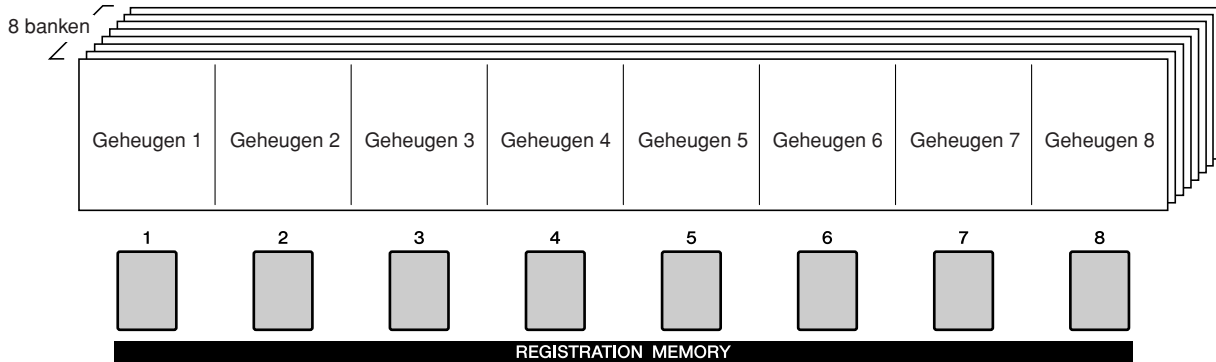 8 banken
Geheugen 1 Geheugen 2 Geheugen 3 Geheugen 4 Geheugen 5 Geheugen 6 Geheugen 7 Geheugen 8
1 2 3 4 5 6 7 8
REGISTRATION MEMORY